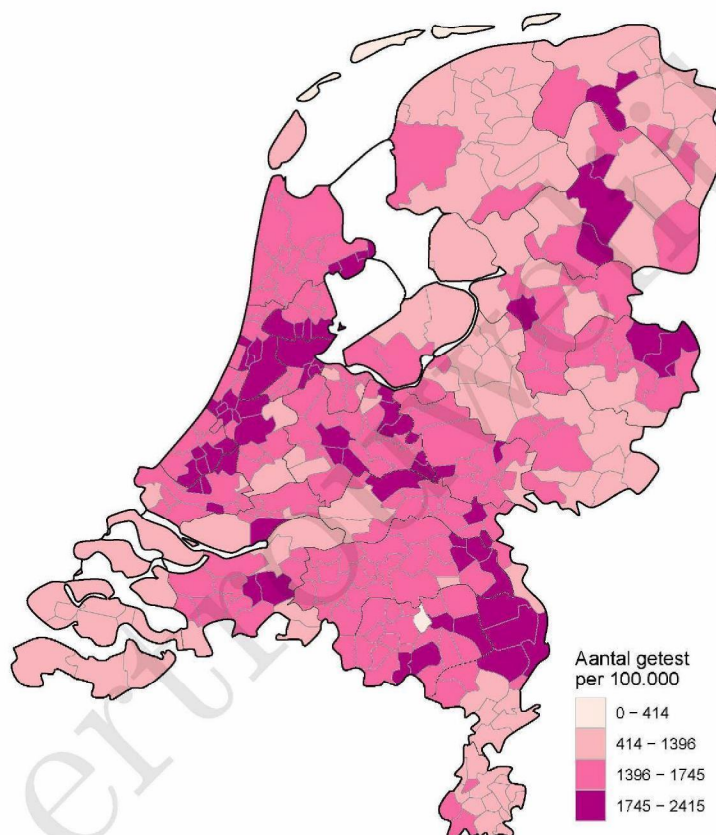 Aantal getest
per 100.000
0 – 414
414 – 1396
1396 – 1745
1745 – 2415